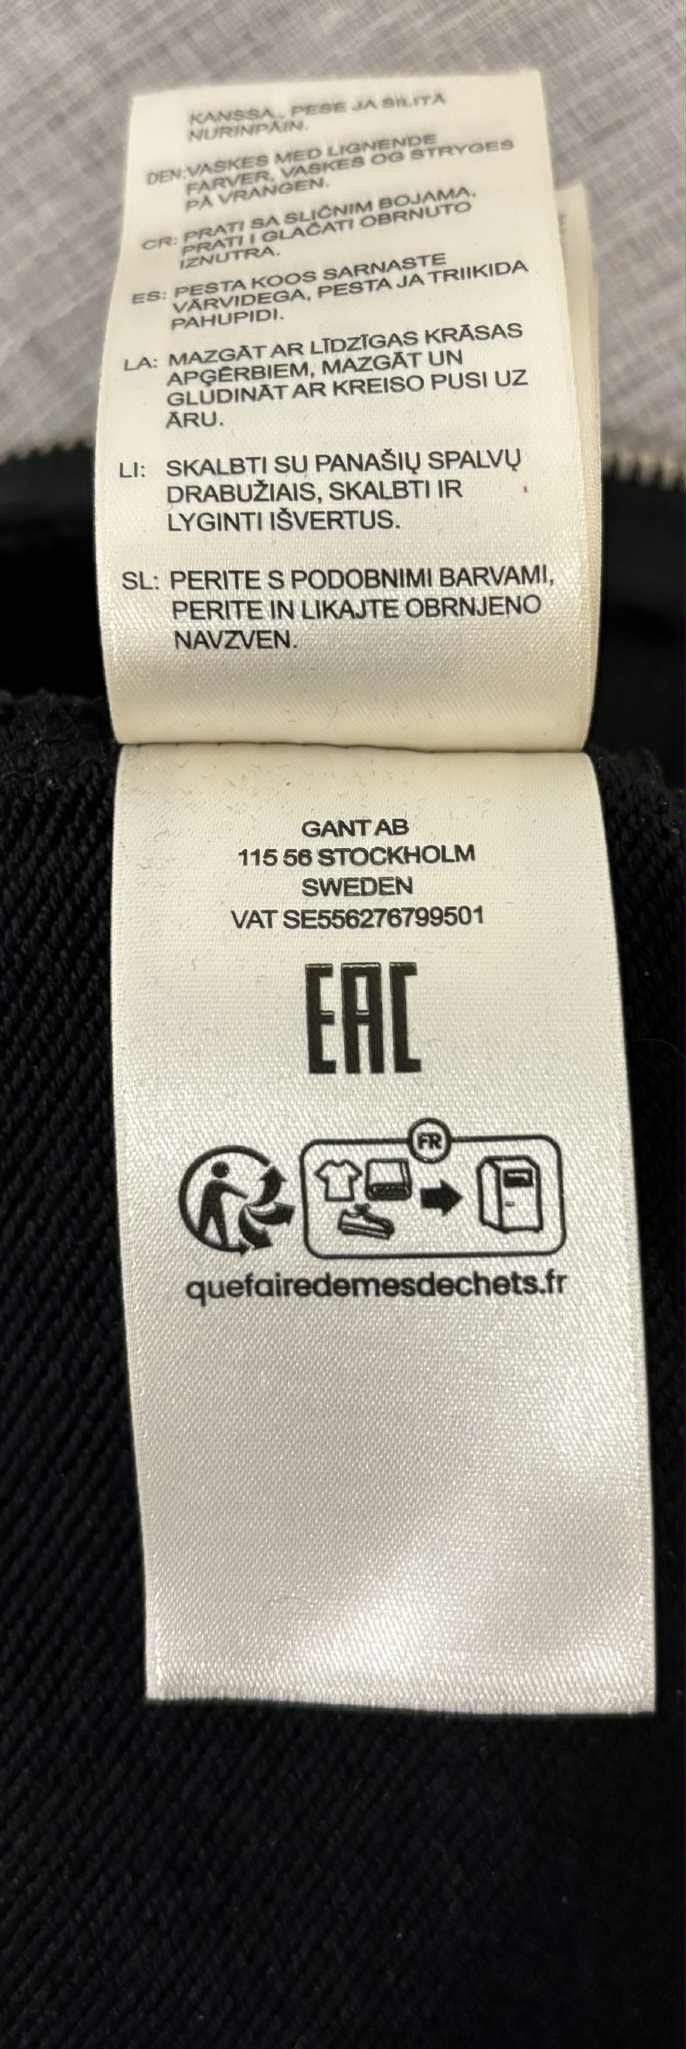 KANSSA., PESE JA SILITÄ
NURINPÄIN.
DEN:VASKES MED LIGNENDE
FARVER, VASKES OG STRYGES
PÅ VRANGEN.
CR: PRATI SA SLIČNIM BOJAMA,
PRATI I GLAČATI OBRNUTO
IZNUTRA.
ES: PESTA KOOS SARNASTE
VÄRVIDEGA, PESTA JA TRIIKIDA
PAHUPIDI.
LA: MAZGĀT AR LĪDZĪGAS KRĀSAS
APĢĒRBIEM, MAZGĀT UN
GLUDINĀT AR KREISO PUSI UZ
ĀRU.
LI: SKALBTI SU PANAŠIŲ SPALVŲ
DRABUŽIAIS, SKALBTI IR
LYGINTI IŠVERTUS.
SL: PERITE S PODOBNIMI BARVAMI,
PERITE IN LIKAJTE OBRNJENO
NAVZVEN.
GANT AB
115 56 STOCKHOLM
SWEDEN
VAT SE556276799501
EAC
FR
quefairedemesdechets.fr